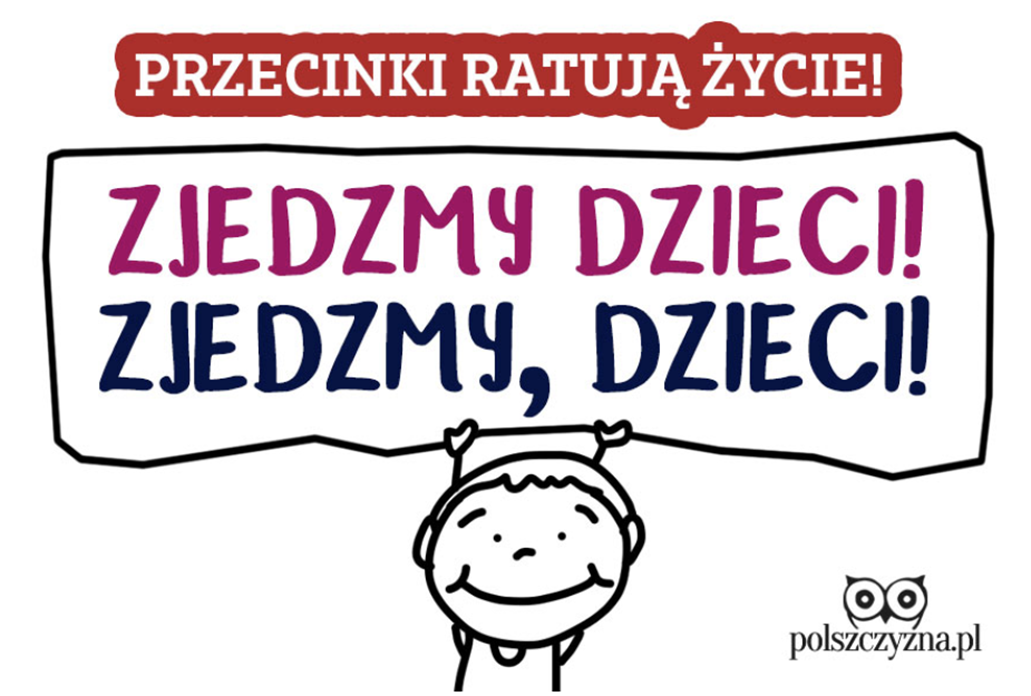 PRZECINKI RATUJĄ ŻYCIE!
ZJEDZMY DZIECI!
ZJEDZMY, DZIECI!
polszczyzna.pl